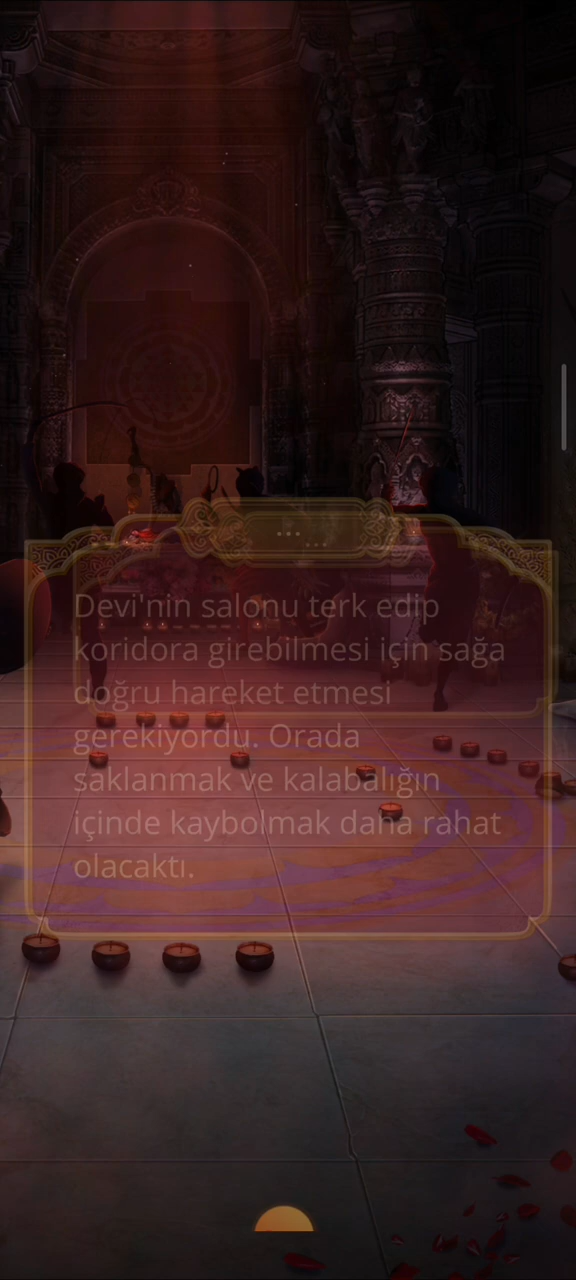 Devi'nin salonu terk edip
koridora girebilmesi için sağa
doğru hareket etmesi
gerekiyordu. Orada
saklanmak ve kalabalığın
içinde kaybolmak daha rahat
olacaktı.